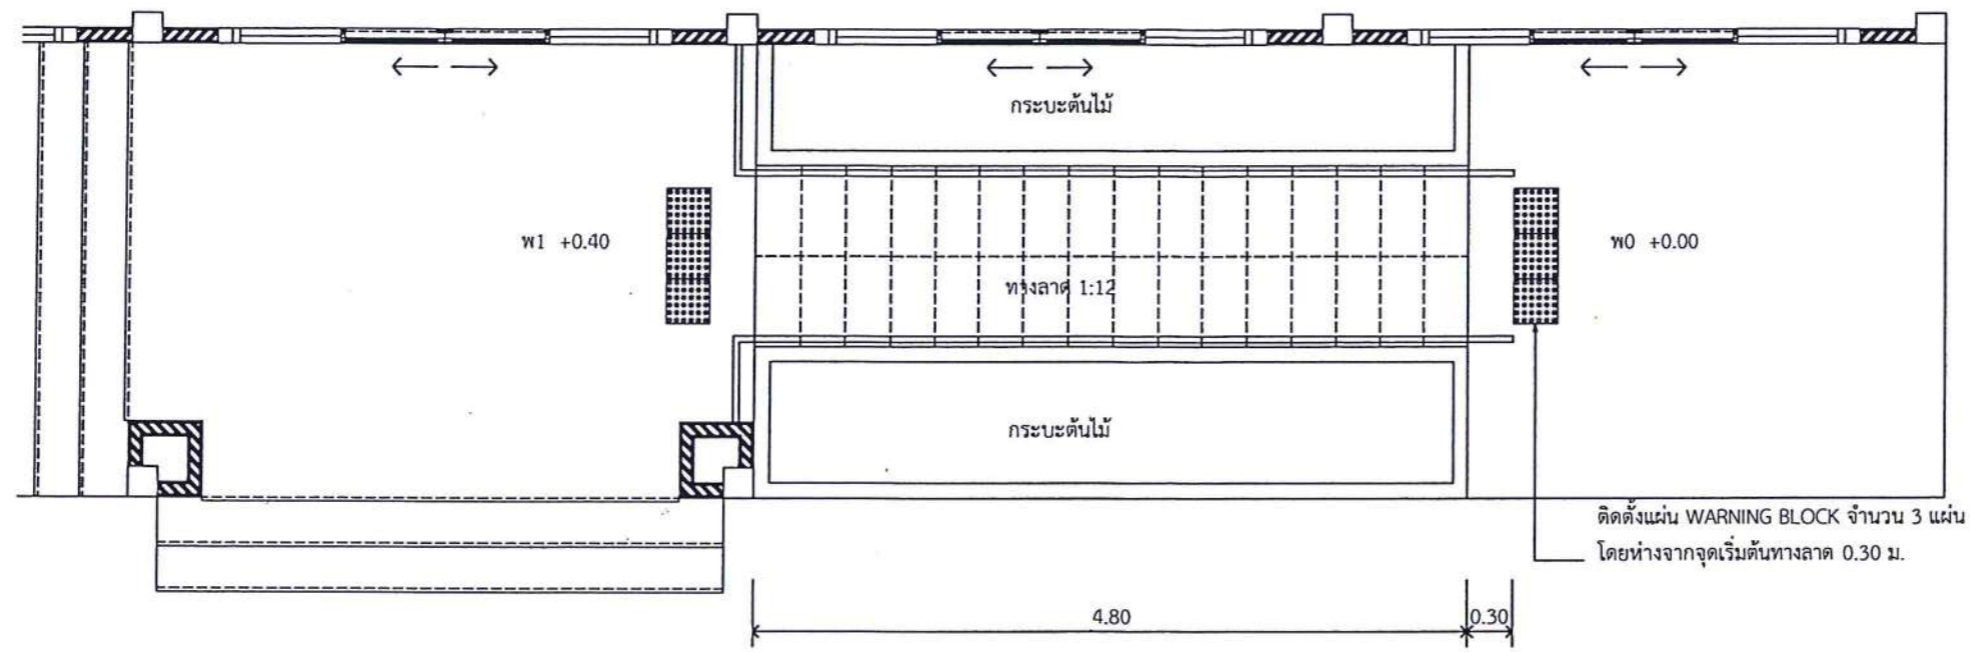 กระบะต้นไม้
พ1 +0.40
พ0 +0.00
ทางลาด 1:12
กระบะต้นไม้
ติดตั้งแผ่น WARNING BLOCK จำนวน 3 แผ่น
โดยห่างจากจุดเริ่มต้นทางลาด 0.30 ม.
4.80
0.30